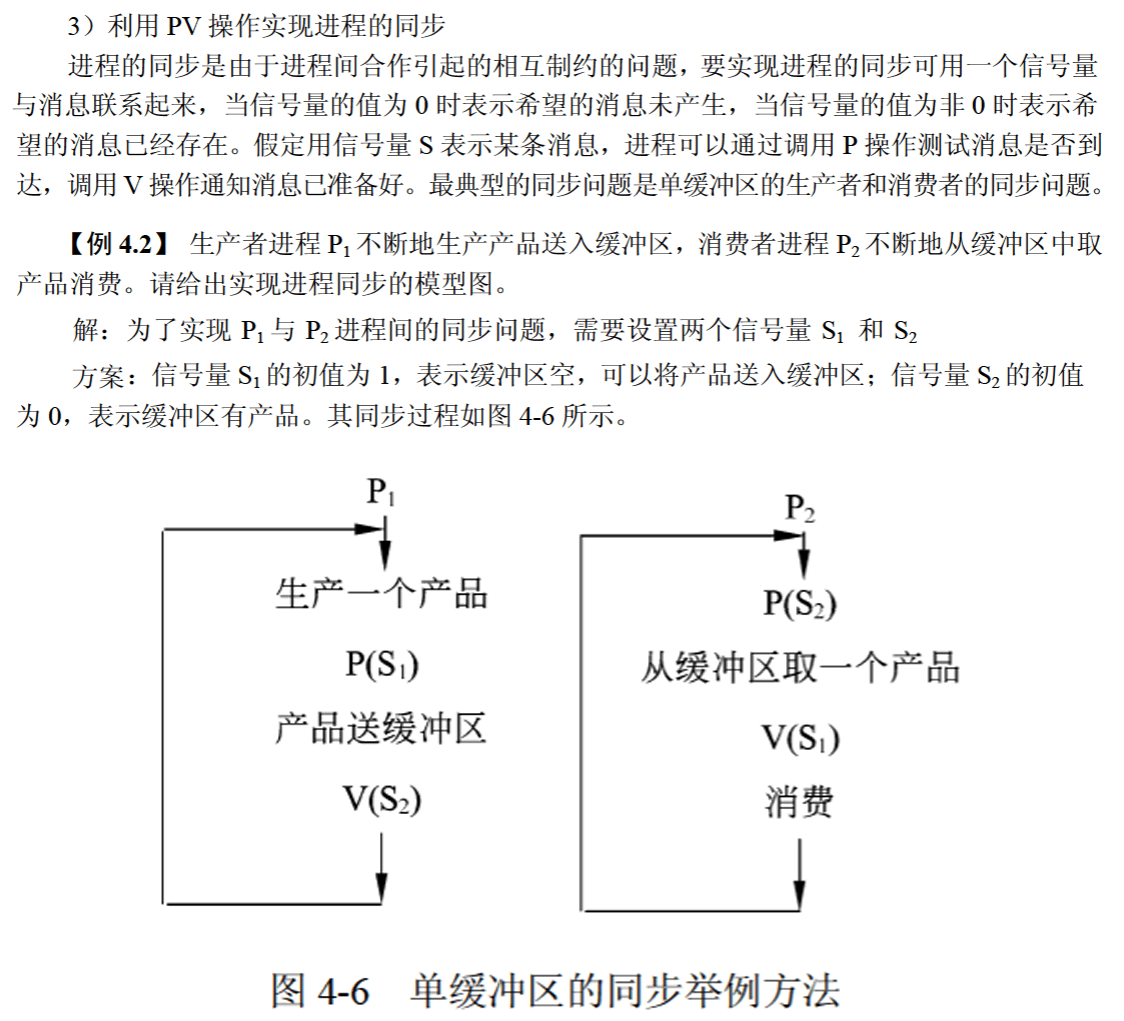 3）利用 PV 操作实现进程的同步
进程的同步是由于进程间合作引起的相互制约的问题，要实现进程的同步可用一个信号量
与消息联系起来，当信号量的值为 0 时表示希望的消息未产生，当信号量的值为非 0 时表示希
望的消息已经存在。假定用信号量 S 表示某条消息，进程可以通过调用 P 操作测试消息是否到
达，调用 V 操作通知消息已准备好。最典型的同步问题是单缓冲区的生产者和消费者的同步问题。
【例 4.2】 生产者进程 P₁ 不断地生产产品送入缓冲区，消费者进程 P₂ 不断地从缓冲区中取
产品消费。请给出实现进程同步的模型图。
解：为了实现 P₁ 与 P₂ 进程间的同步问题，需要设置两个信号量 S₁ 和 S₂
方案：信号量 S₁ 的初值为 1，表示缓冲区空，可以将产品送入缓冲区；信号量 S₂ 的初值
为 0，表示缓冲区有产品。其同步过程如图 4-6 所示。
P₁
生产一个产品
P(S₁)
产品送缓冲区
V(S₂)
P₂
P(S₂)
从缓冲区取一个产品
V(S₁)
消费
图 4-6 单缓冲区的同步举例方法